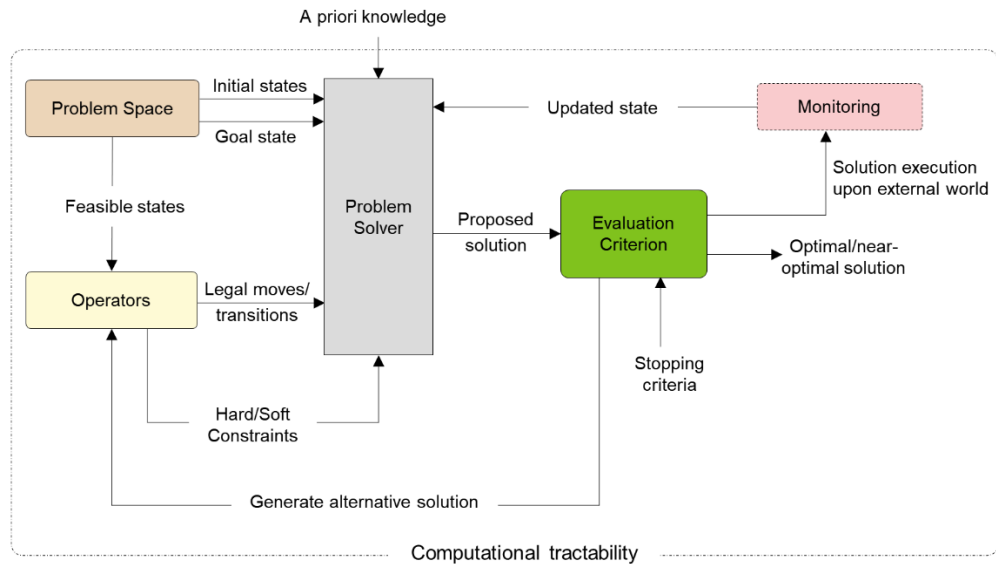 A priori knowledge
Problem Space
Initial states
Goal state
Updated state
Monitoring
Feasible states
Problem
Solver
Proposed
solution
Evaluation
Criterion
Solution execution
upon external world
Optimal/near-
optimal solution
Operators
Legal moves/
transitions
Stopping
criteria
Hard/Soft
Constraints
Generate alternative solution
Computational tractability